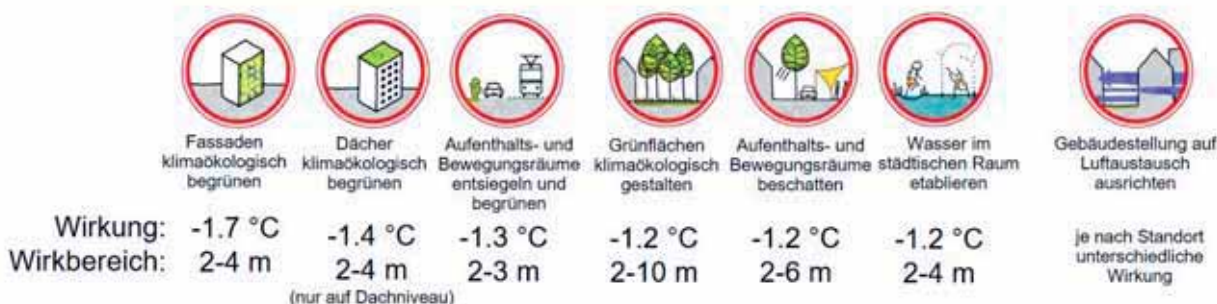 Fassaden
klimaökologisch
begrünen
Dächer
klimaökologisch
begrünen
Aufenthalts- und
Bewegungsräume
entsiegeln und
begrünen
Grünflächen
klimaökologisch
gestalten
Aufenthalts- und
Bewegungsräume
beschatten
Wasser im
städtischen Raum
etablieren
Gebäudestellung auf
Luftaustausch
ausrichten
Wirkung: -1.7 °C -1.4 °C -1.3 °C -1.2 °C -1.2 °C -1.2 °C
Wirkbereich: 2-4 m 2-4 m 2-3 m 2-10 m 2-6 m 2-4 m
(nur auf Dachniveau)
je nach Standort
unterschiedliche
Wirkung